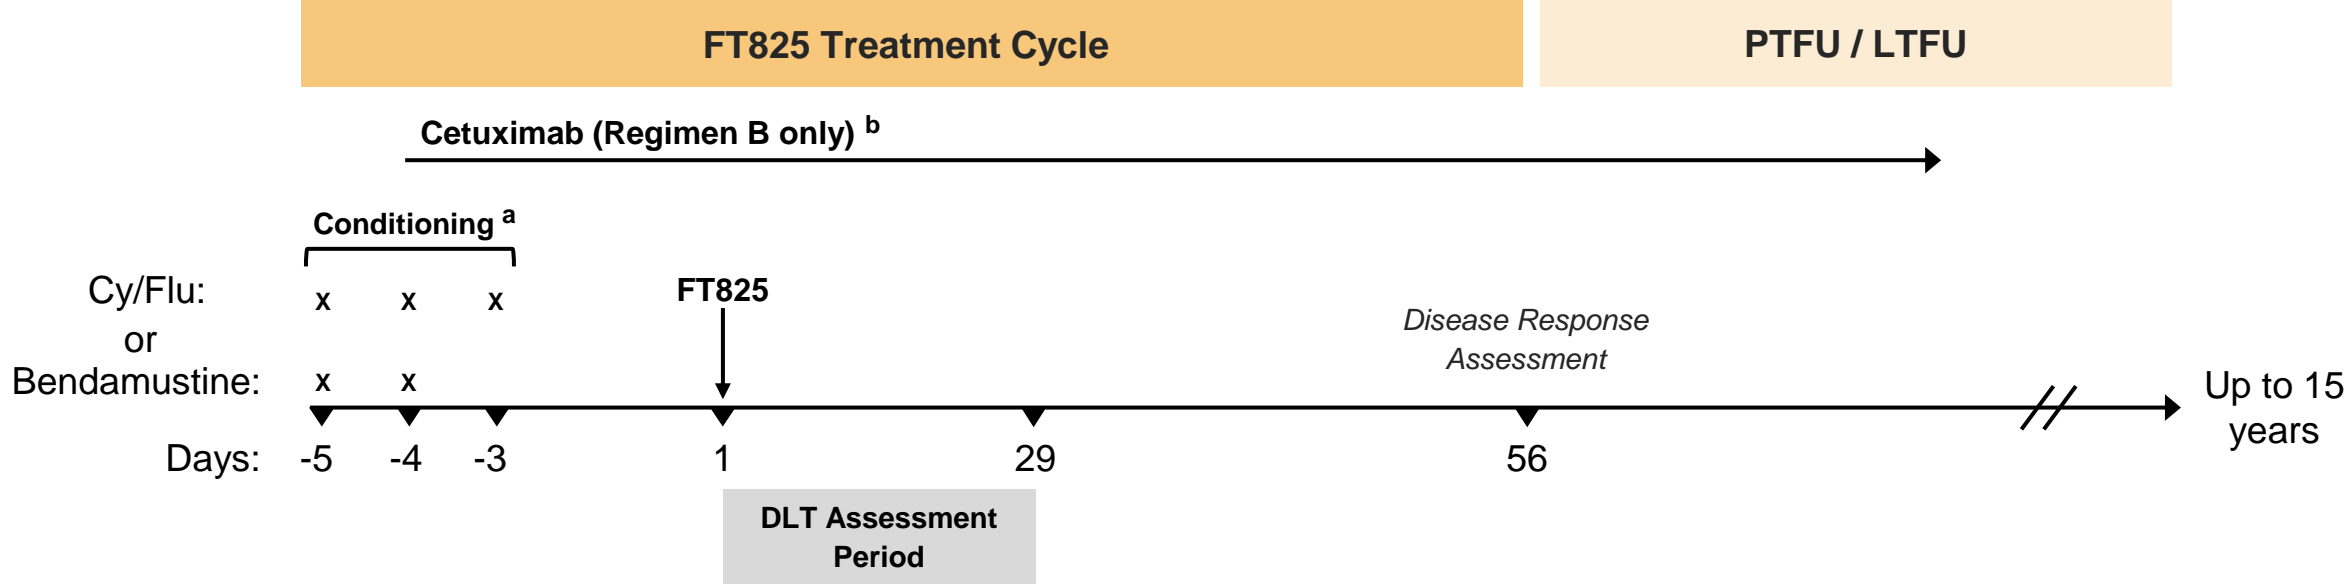 FT825 Treatment Cycle
PTFU / LTFU
Cetuximab (Regimen B only) b
Conditioning a
Cy/Flu: x x x
or
Bendamustine: x x
FT825
Disease Response
Assessment
Up to 15
years
Days: -5 -4 -3 1 29 56
DLT Assessment
Period